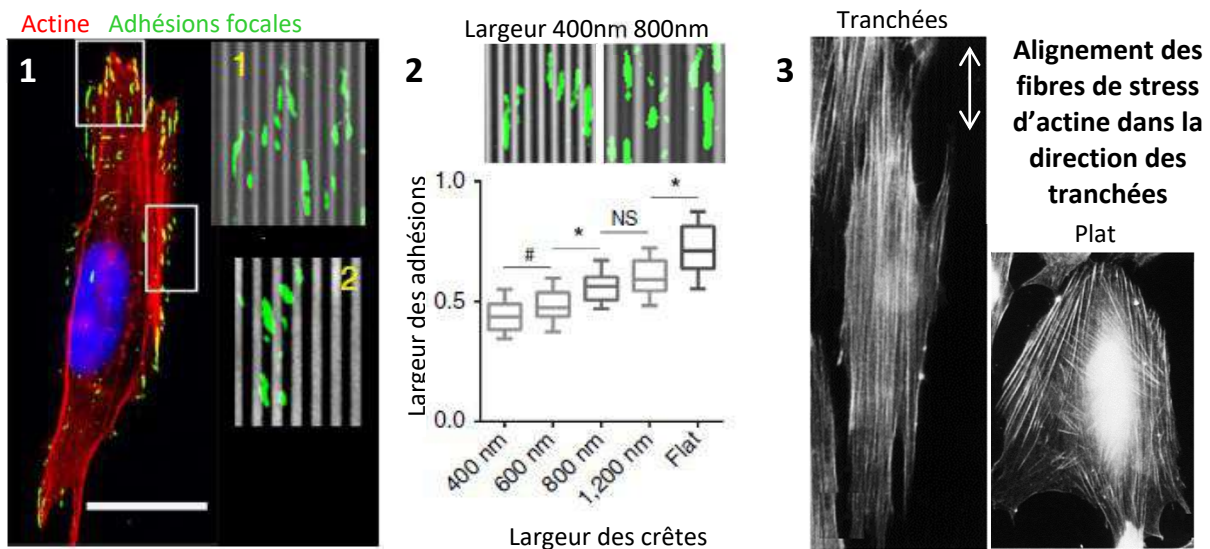 Actine Adhésions focales
1
1
2
2
Largeur 400nm 800nm
Largeur des adhésions
1.0
0.5
0.0
#
*
NS
*
400 nm
600 nm
800 nm
1,200 nm
Flat
Largeur des crêtes
Tranchées
3
Alignement des
fibres de stress
d'actine dans la
direction des
tranchées
Plat